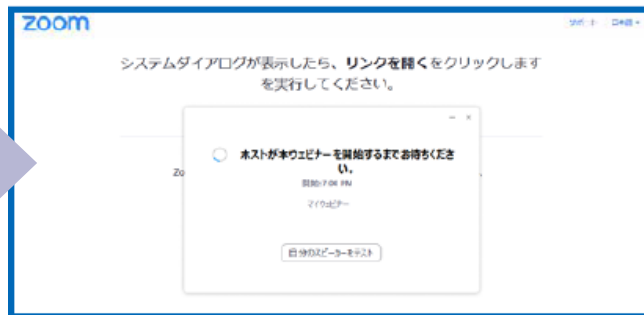 zoom
サポート 日本語
システムダイアログが表示したら、リンクを開くをクリックします
を実行してください。
Zo
ホストが本ウェビナーを開始するまでお待ちくださ
い。
開始:7:00 PM
マイウェビナー
自分のスピーカーをテスト